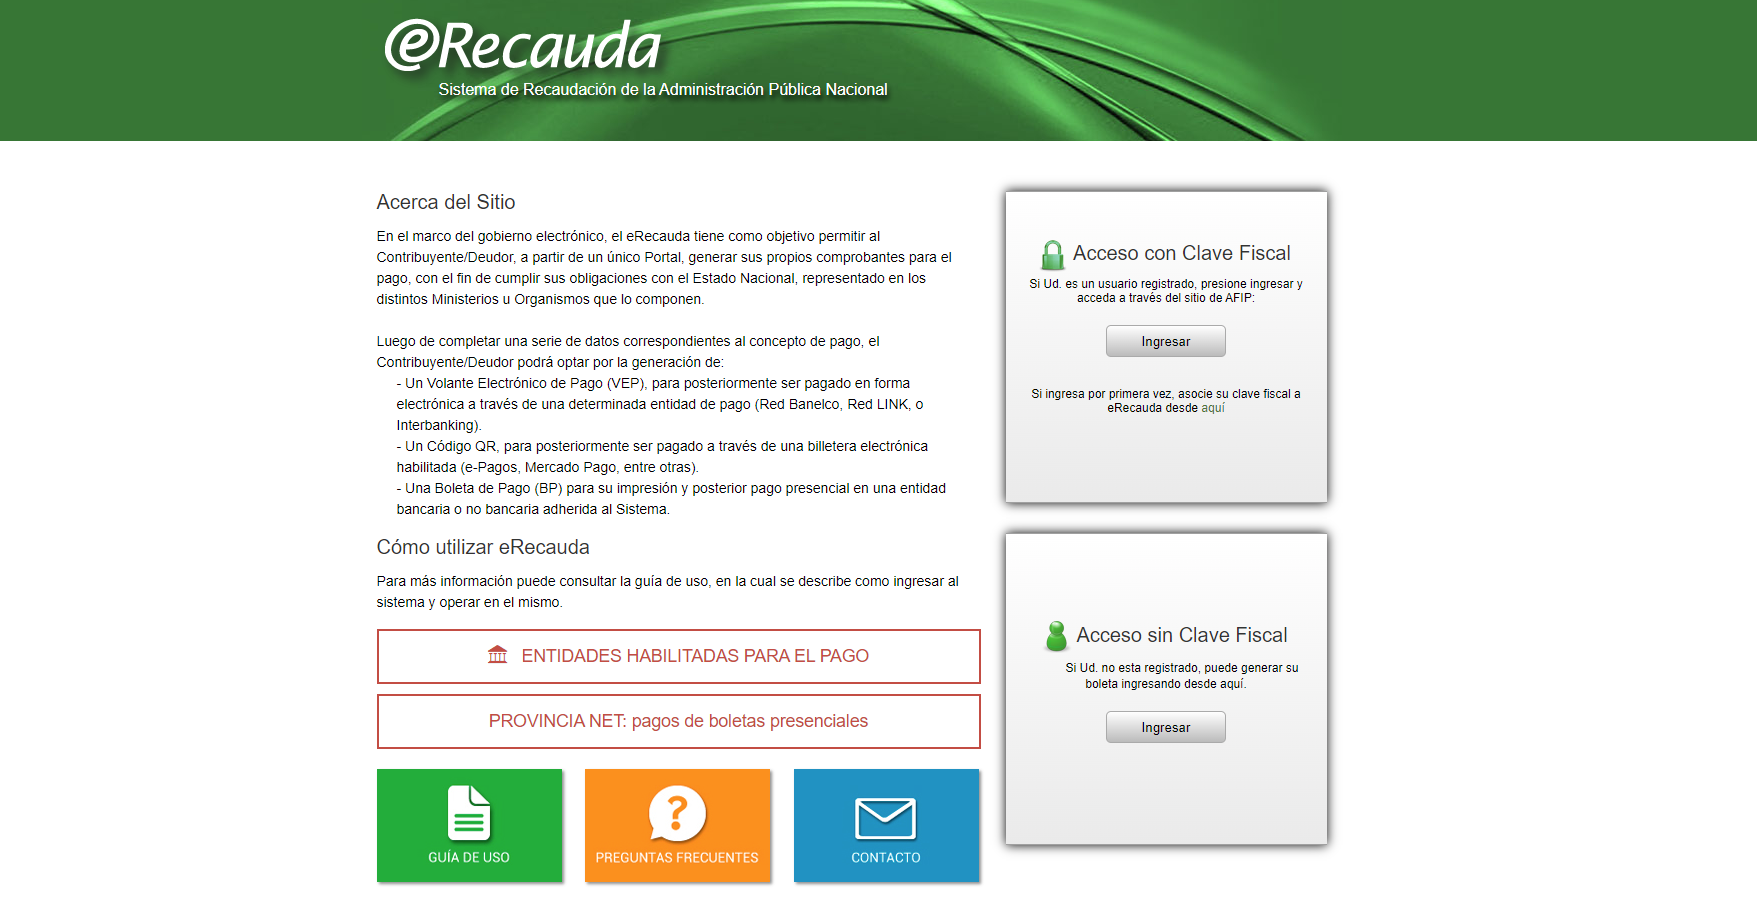 eRecauda
Sistema de Recaudación de la Administración Pública Nacional
Acerca del Sitio
En el marco del gobierno electrónico, el eRecauda tiene como objetivo permitir al
Contribuyente/Deudor, a partir de un único Portal, generar sus propios comprobantes para el
pago, con el fin de cumplir sus obligaciones con el Estado Nacional, representado en los
distintos Ministerios u Organismos que lo componen.
Luego de completar una serie de datos correspondientes al concepto de pago, el
Contribuyente/Deudor podrá optar por la generación de:
- Un Volante Electrónico de Pago (VEP), para posteriormente ser pagado en forma
electrónica a través de una determinada entidad de pago (Red Banelco, Red LINK, o
Interbanking).
- Un Código QR, para posteriormente ser pagado a través de una billetera electrónica
habilitada (e-Pagos, Mercado Pago, entre otras).
- Una Boleta de Pago (BP) para su impresión y posterior pago presencial en una entidad
bancaria o no bancaria adherida al Sistema.
Cómo utilizar eRecauda
Para más información puede consultar la guía de uso, en la cual se describe como ingresar al
sistema y operar en el mismo.
ENTIDADES HABILITADAS PARA EL PAGO
PROVINCIA NET: pagos de boletas presenciales
GUÍA DE USO
PREGUNTAS FRECUENTES
CONTACTO
Acceso con Clave Fiscal
Si Ud. es un usuario registrado, presione ingresar y
acceda a través del sitio de AFIP:
Ingresar
Si ingresa por primera vez, asocie su clave fiscal a
eRecauda desde aquí
Acceso sin Clave Fiscal
Si Ud. no esta registrado, puede generar su
boleta ingresando desde aquí.
Ingresar